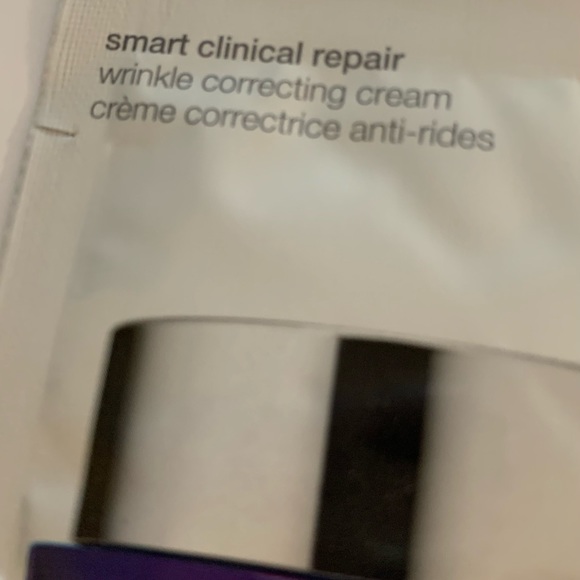 smart clinical repair
wrinkle correcting cream
crème correctrice anti-rides